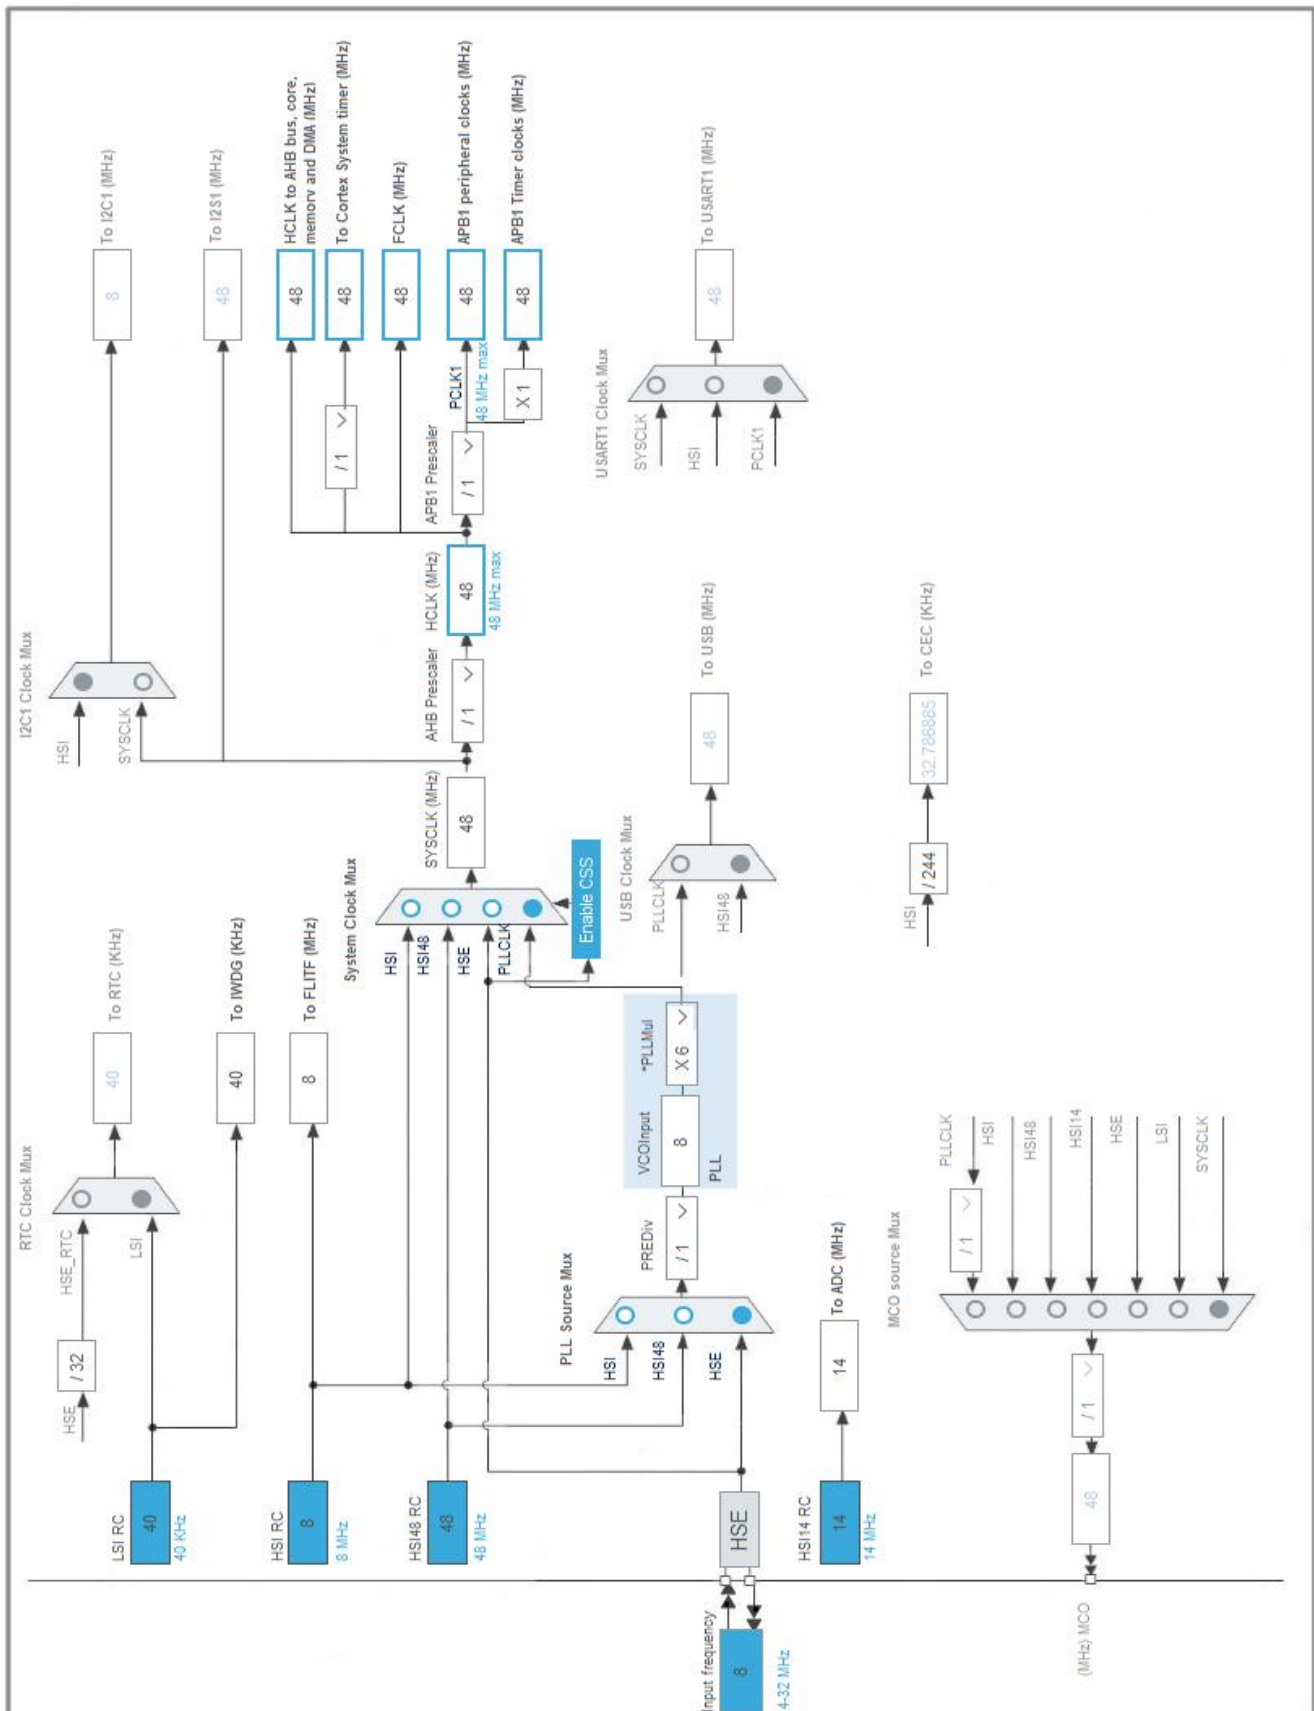 RTC Clock Mux
HSE
/ 32
HSE_RTC
LSI
40
To RTC (KHz)
LSI RC
40
40 KHz
40
To IWDG (KHz)
HSI RC
8
8 MHz
8
To FLITF (MHz)
HSI48 RC
48
48 MHz
I2C1 Clock Mux
HSI
SYSCLK
8
To I2C1 (MHz)
48
To I2S1 (MHz)
System Clock Mux
HSI
HSI48
HSE
PLLCLK
Enable CSS
SYSCLK (MHz)
48
AHB Prescaler
/ 1
HCLK (MHz)
48
48 MHz max
APB1 Prescaler
/ 1
PCLK1
48 MHz max
X 1
/ 1
48
HCLK to AHB bus, core,
memory and DMA (MHz)
48
To Cortex System timer (MHz)
48
FCLK (MHz)
48
APB1 peripheral clocks (MHz)
48
APB1 Timer clocks (MHz)
PLL Source Mux
HSI
HSI48
HSE
PREDiv
/ 1
VCOInput
8
*PLLMul
X 6
PLL
USB Clock Mux
PLLCLK
HSI48
48
To USB (MHz)
USART1 Clock Mux
SYSCLK
HSI
PCLK1
48
To USART1 (MHz)
Input frequency
8
4-32 MHz
HSE
HSI14 RC
14
14 MHz
14
To ADC (MHz)
HSI
/ 244
32.786885
To CEC (KHz)
MCO source Mux
PLLCLK
/ 1
HSI
HSI48
HSI14
HSE
LSI
SYSCLK
/ 1
48
(MHz) MCO